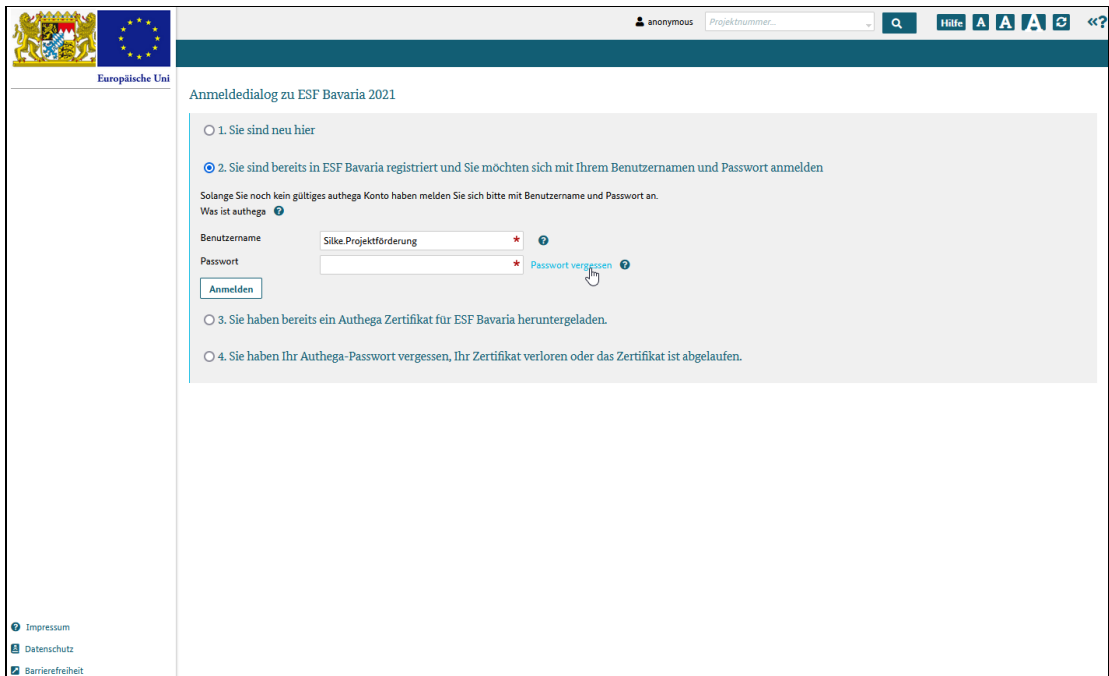 anonymous
Projektnummer...
Hilfe A A A
«?
Europäische Uni
Anmeldedialog zu ESF Bavaria 2021
1. Sie sind neu hier
2. Sie sind bereits in ESF Bavaria registriert und Sie möchten sich mit Ihrem Benutzernamen und Passwort anmelden
Solange Sie noch kein gültiges authega Konto haben melden Sie sich bitte mit Benutzername und Passwort an.
Was ist authega ?
Benutzername Silke.Projektförderung * ?
Passwort * Passwort vergessen ?
Anmelden
3. Sie haben bereits ein Authega Zertifikat für ESF Bavaria heruntergeladen.
4. Sie haben Ihr Authega-Passwort vergessen, Ihr Zertifikat verloren oder das Zertifikat ist abgelaufen.
? Impressum
Datenschutz
Barrierefreiheit